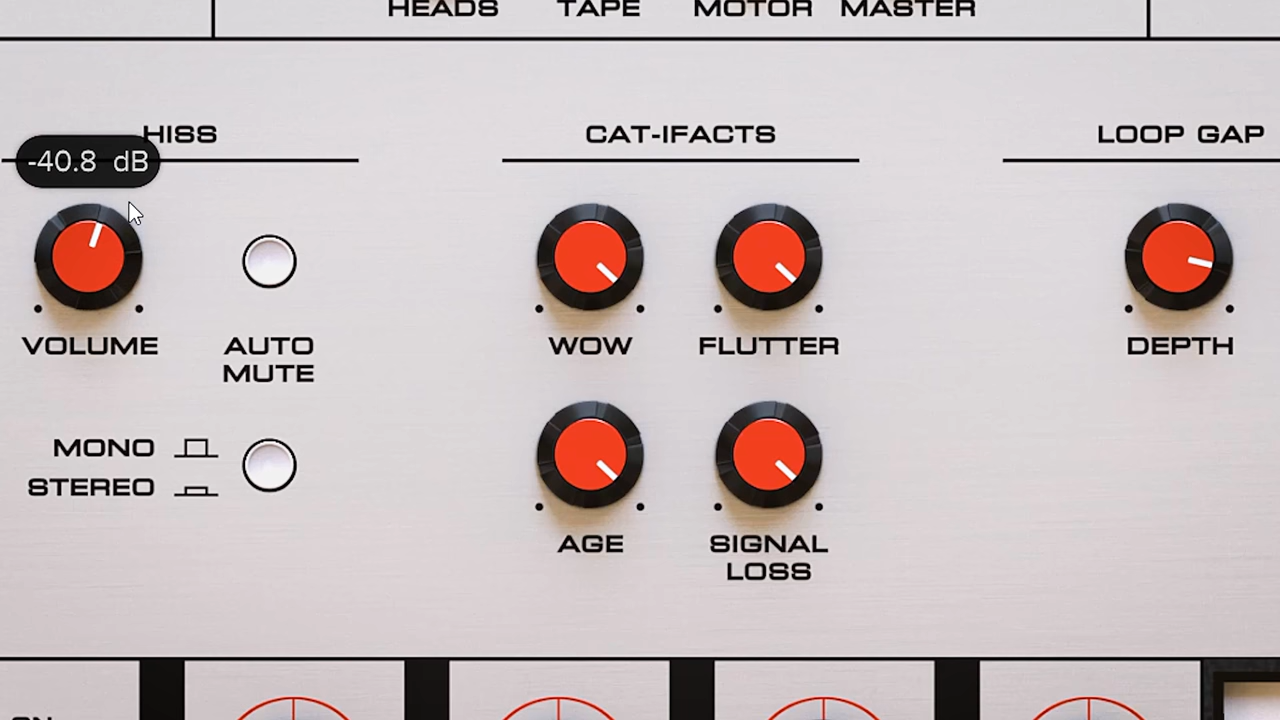 HEADS TAPE MOTOR MASTER
HISS CAT-IFACTS LOOP GAP
-40.8 dB
VOLUME AUTO MUTE WOW FLUTTER DEPTH
MONO
STEREO
AGE SIGNAL LOSS
ON